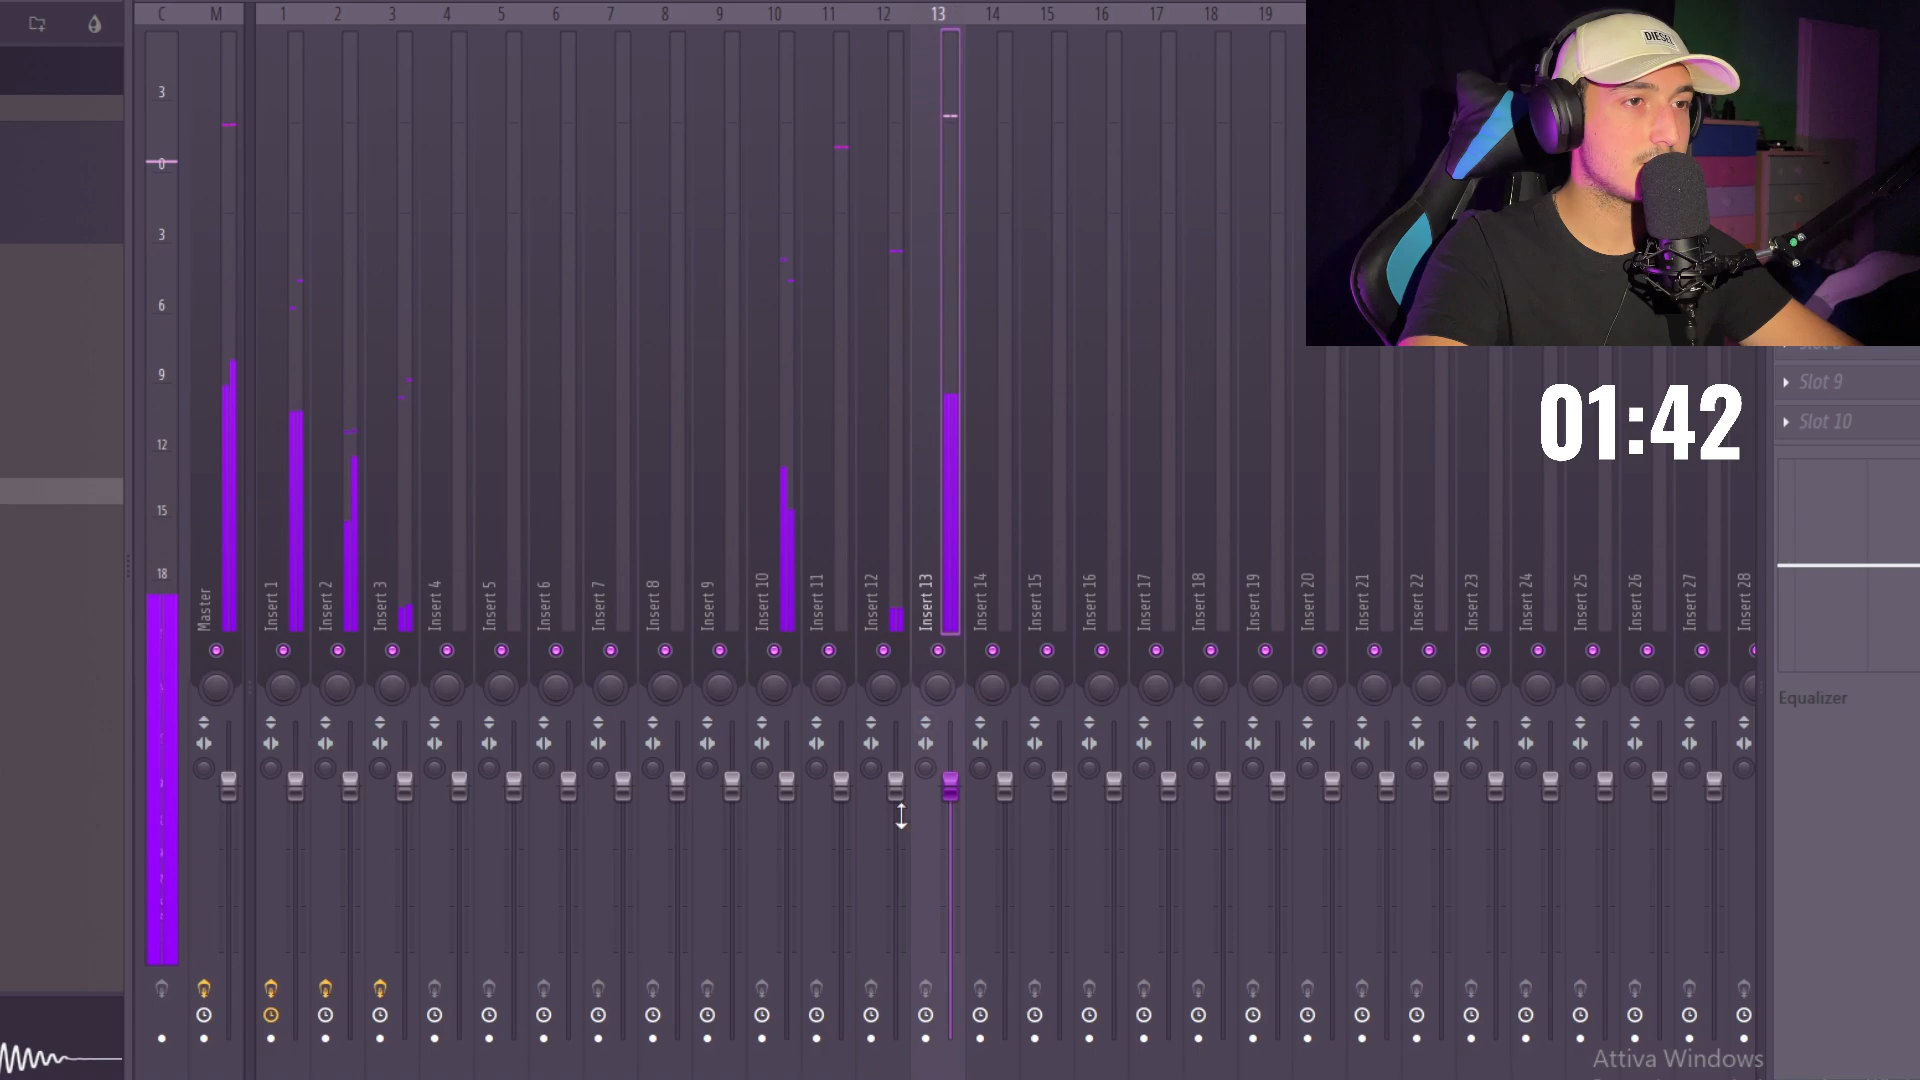 C M 1 2 3 4 5 6 7 8 9 10 11 12 13 14 15 16 17 18 19
DIESEL
3
0
3
6
9
12
15
18
Slot 9
Slot 10
01:42
Master
Insert 1
Insert 2
Insert 3
Insert 4
Insert 5
Insert 6
Insert 7
Insert 8
Insert 9
Insert 10
Insert 11
Insert 12
Insert 13
Insert 14
Insert 15
Insert 16
Insert 17
Insert 18
Insert 19
Insert 20
Insert 21
Insert 22
Insert 23
Insert 24
Insert 25
Insert 26
Insert 27
Insert 28
Equalizer
Attiva Windows